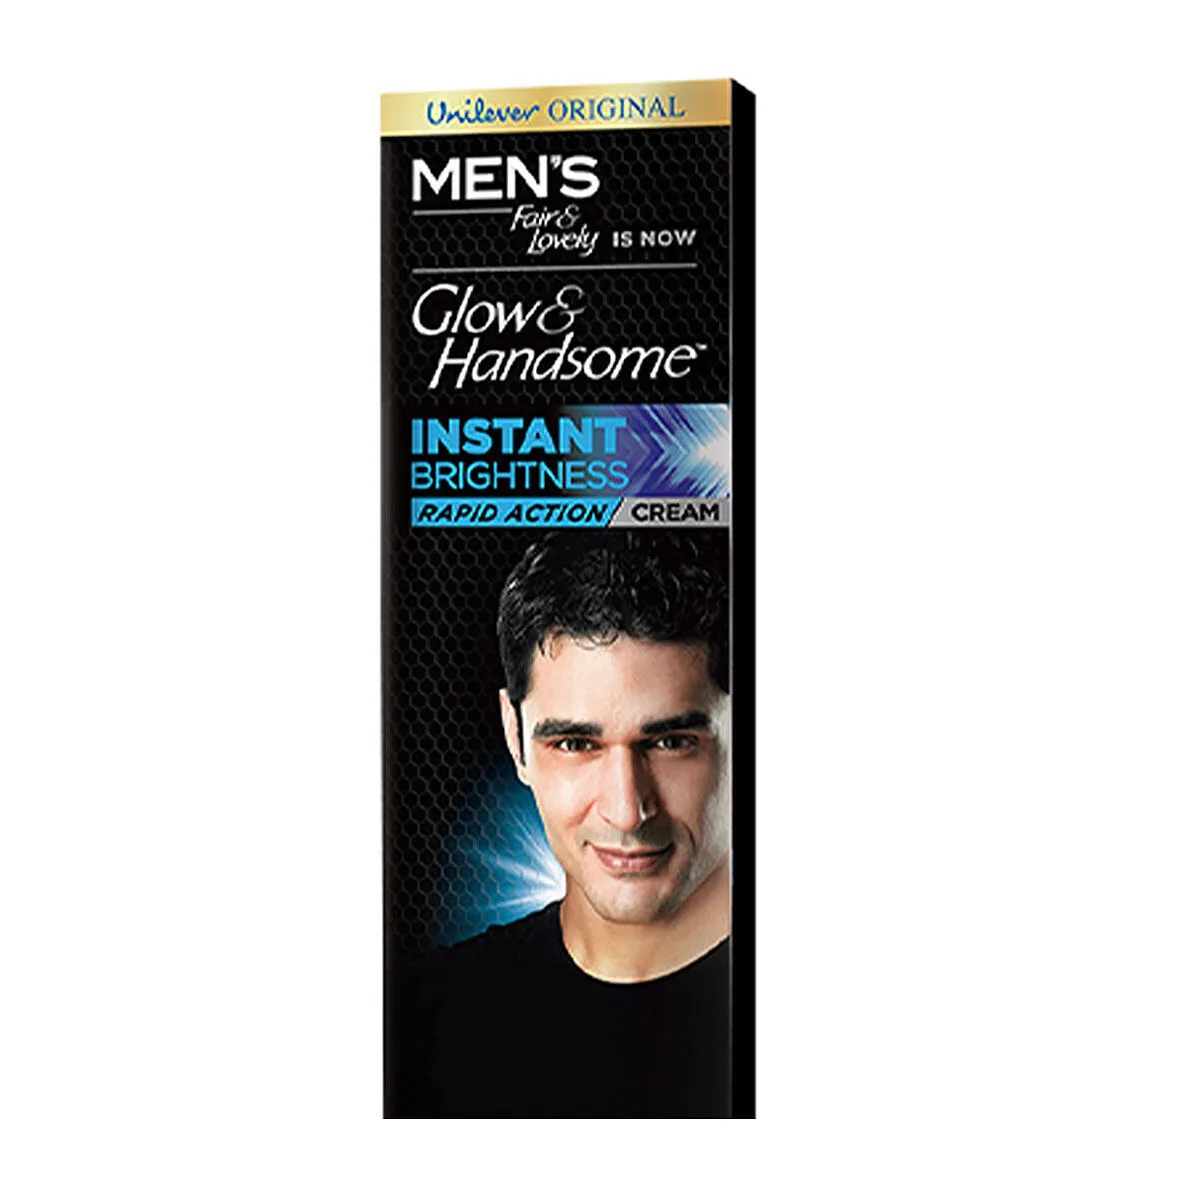 Unilever ORIGINAL
MEN'S
Fair &
Lovely IS NOW
Glow &
Handsome™
INSTANT
BRIGHTNESS
RAPID ACTION / CREAM